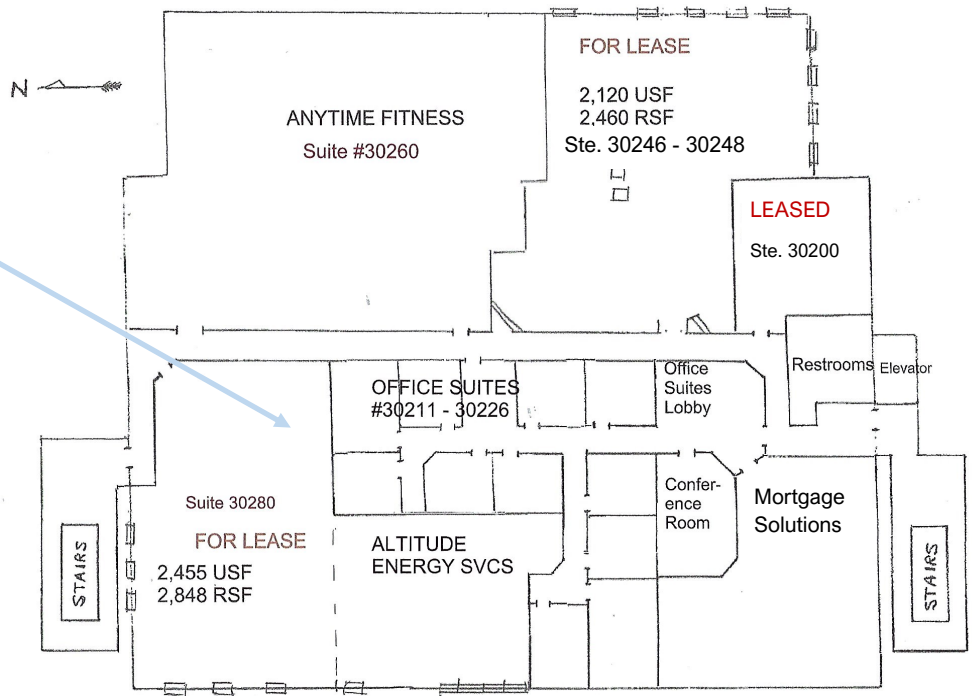 FOR LEASE
2,120 USF
2,460 RSF
Ste. 30246 - 30248
N
ANYTIME FITNESS
Suite #30260
LEASED
Ste. 30200
Restrooms
Elevator
Office
Suites
Lobby
OFFICE SUITES
#30211 - 30226
Suite 30280
FOR LEASE
2,455 USF
2,848 RSF
ALTITUDE
ENERGY SVCS
Confer-
ence
Room
Mortgage
Solutions
STAIRS
STAIRS